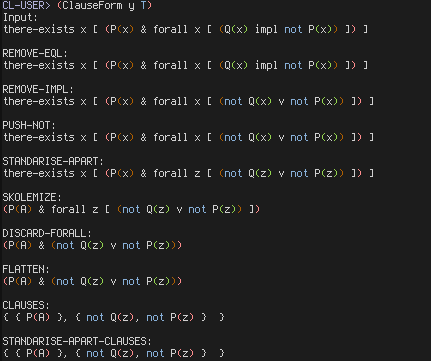 CL-USER> (ClauseForm y T)
Input:
there-exists x [ (P(x) & forall x [ (Q(x) impl not P(x)) ]) ]
REMOVE-EQL:
there-exists x [ (P(x) & forall x [ (Q(x) impl not P(x)) ]) ]
REMOVE-IMPL:
there-exists x [ (P(x) & forall x [ (not Q(x) v not P(x)) ]) ]
PUSH-NOT:
there-exists x [ (P(x) & forall x [ (not Q(x) v not P(x)) ]) ]
STANDARISE-APART:
there-exists x [ (P(x) & forall z [ (not Q(z) v not P(z)) ]) ]
SKOLEMIZE:
(P(A) & forall z [ (not Q(z) v not P(z)) ])
DISCARD-FORALL:
(P(A) & (not Q(z) v not P(z)))
FLATTEN:
(P(A) & (not Q(z) v not P(z)))
CLAUSES:
{ { P(A) }, { not Q(z), not P(z) }  }
STANDARISE-APART-CLAUSES:
{ { P(A) }, { not Q(z), not P(z) }  }